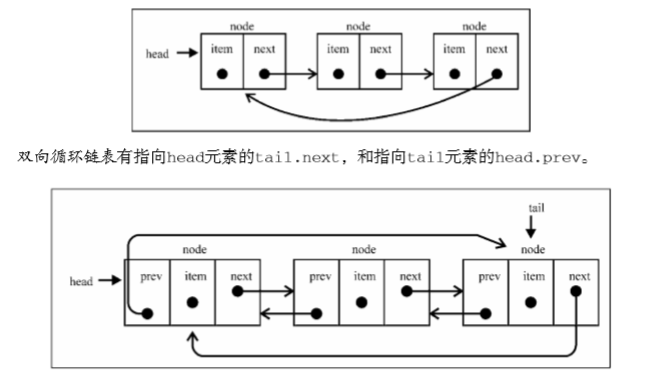 node node node
head item next item next item next
双向循环链表有指向head元素的tail.next，和指向tail元素的head.prev。
tail
node node node
head prev item next prev item next prev item next